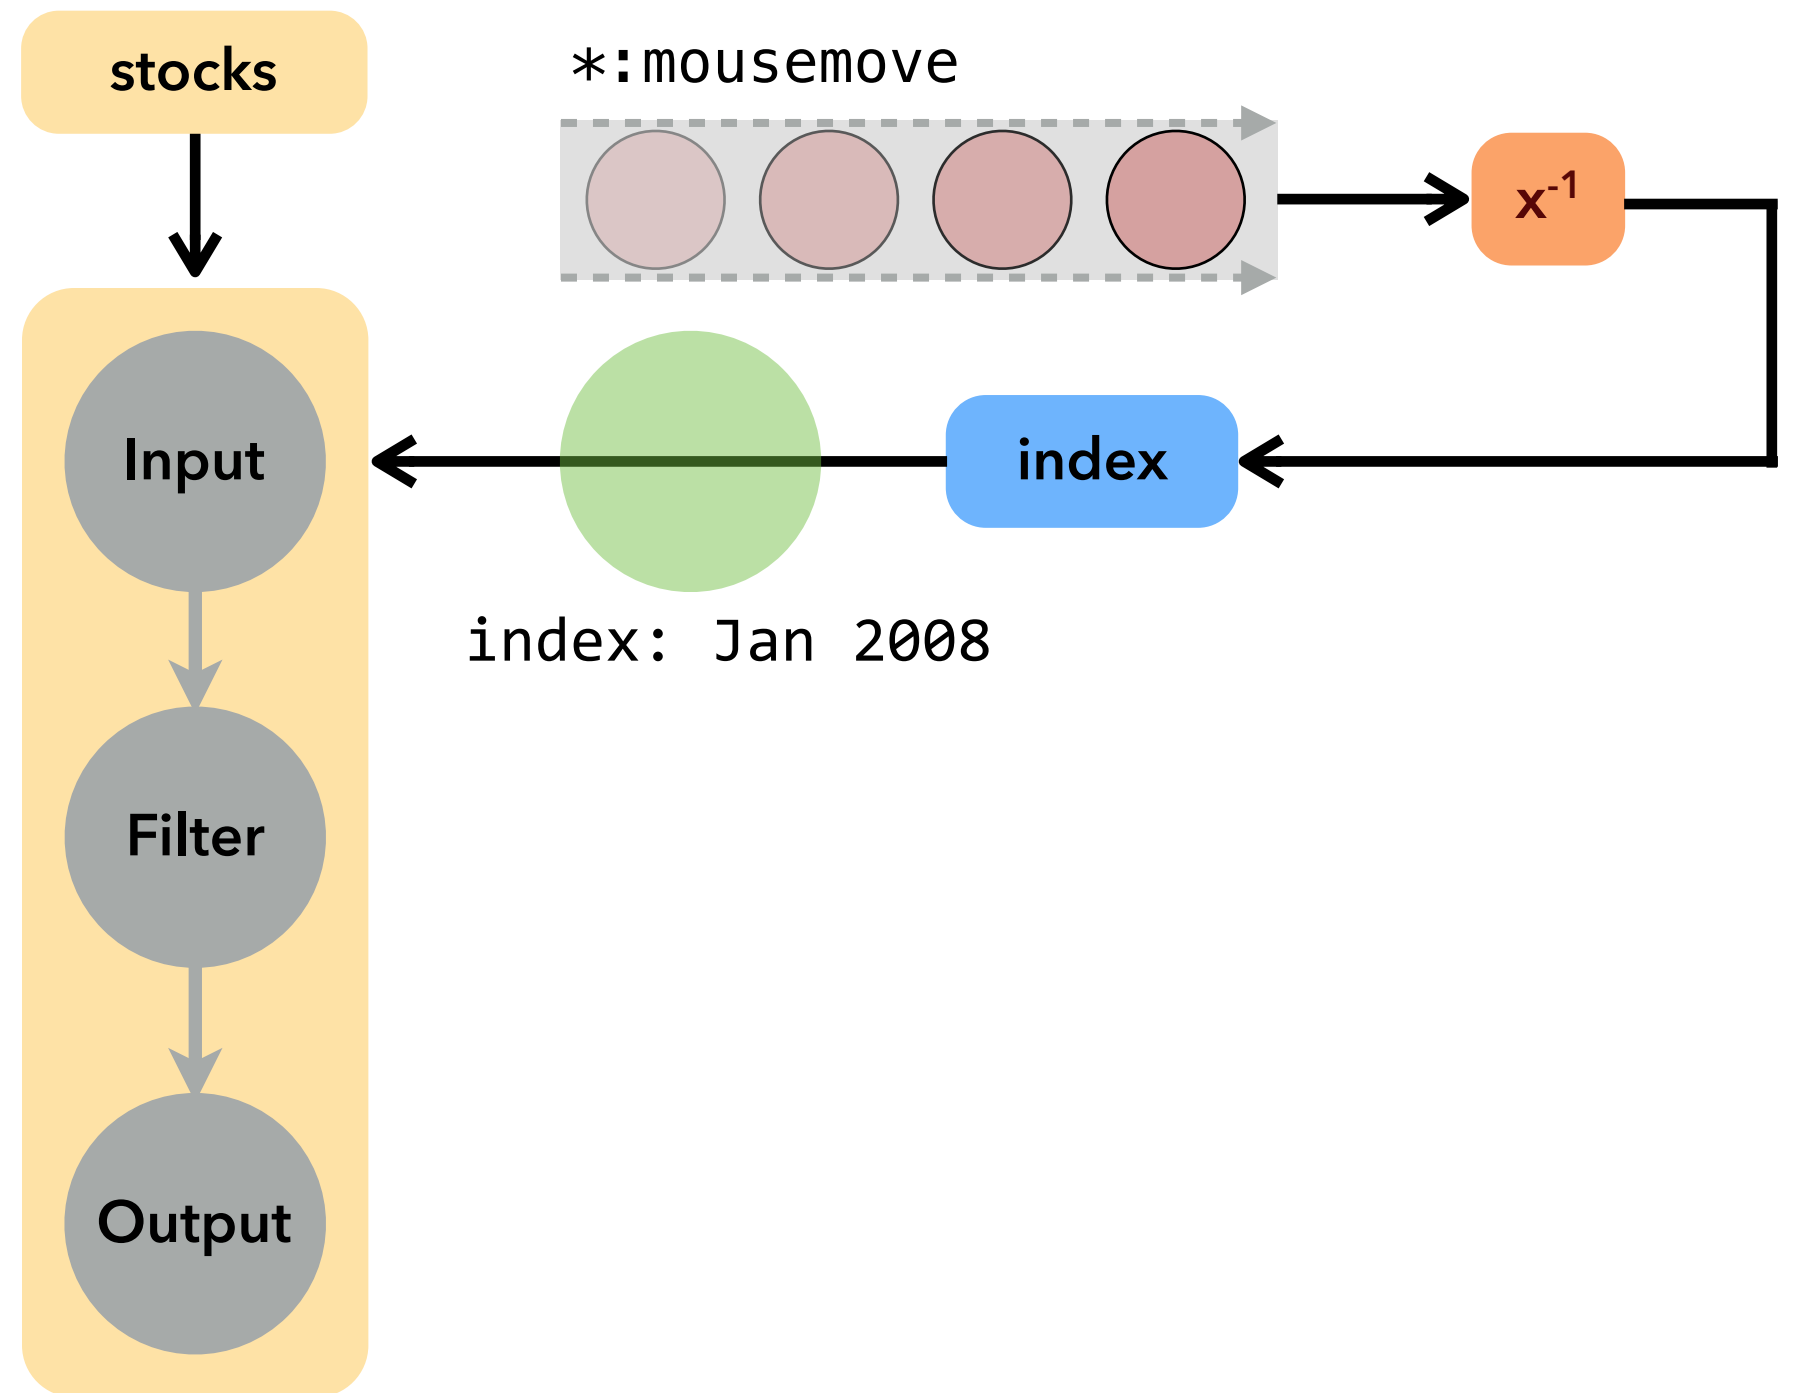 stocks
*:mousemove
x⁻¹
Input
index
index: Jan 2008
Filter
Output